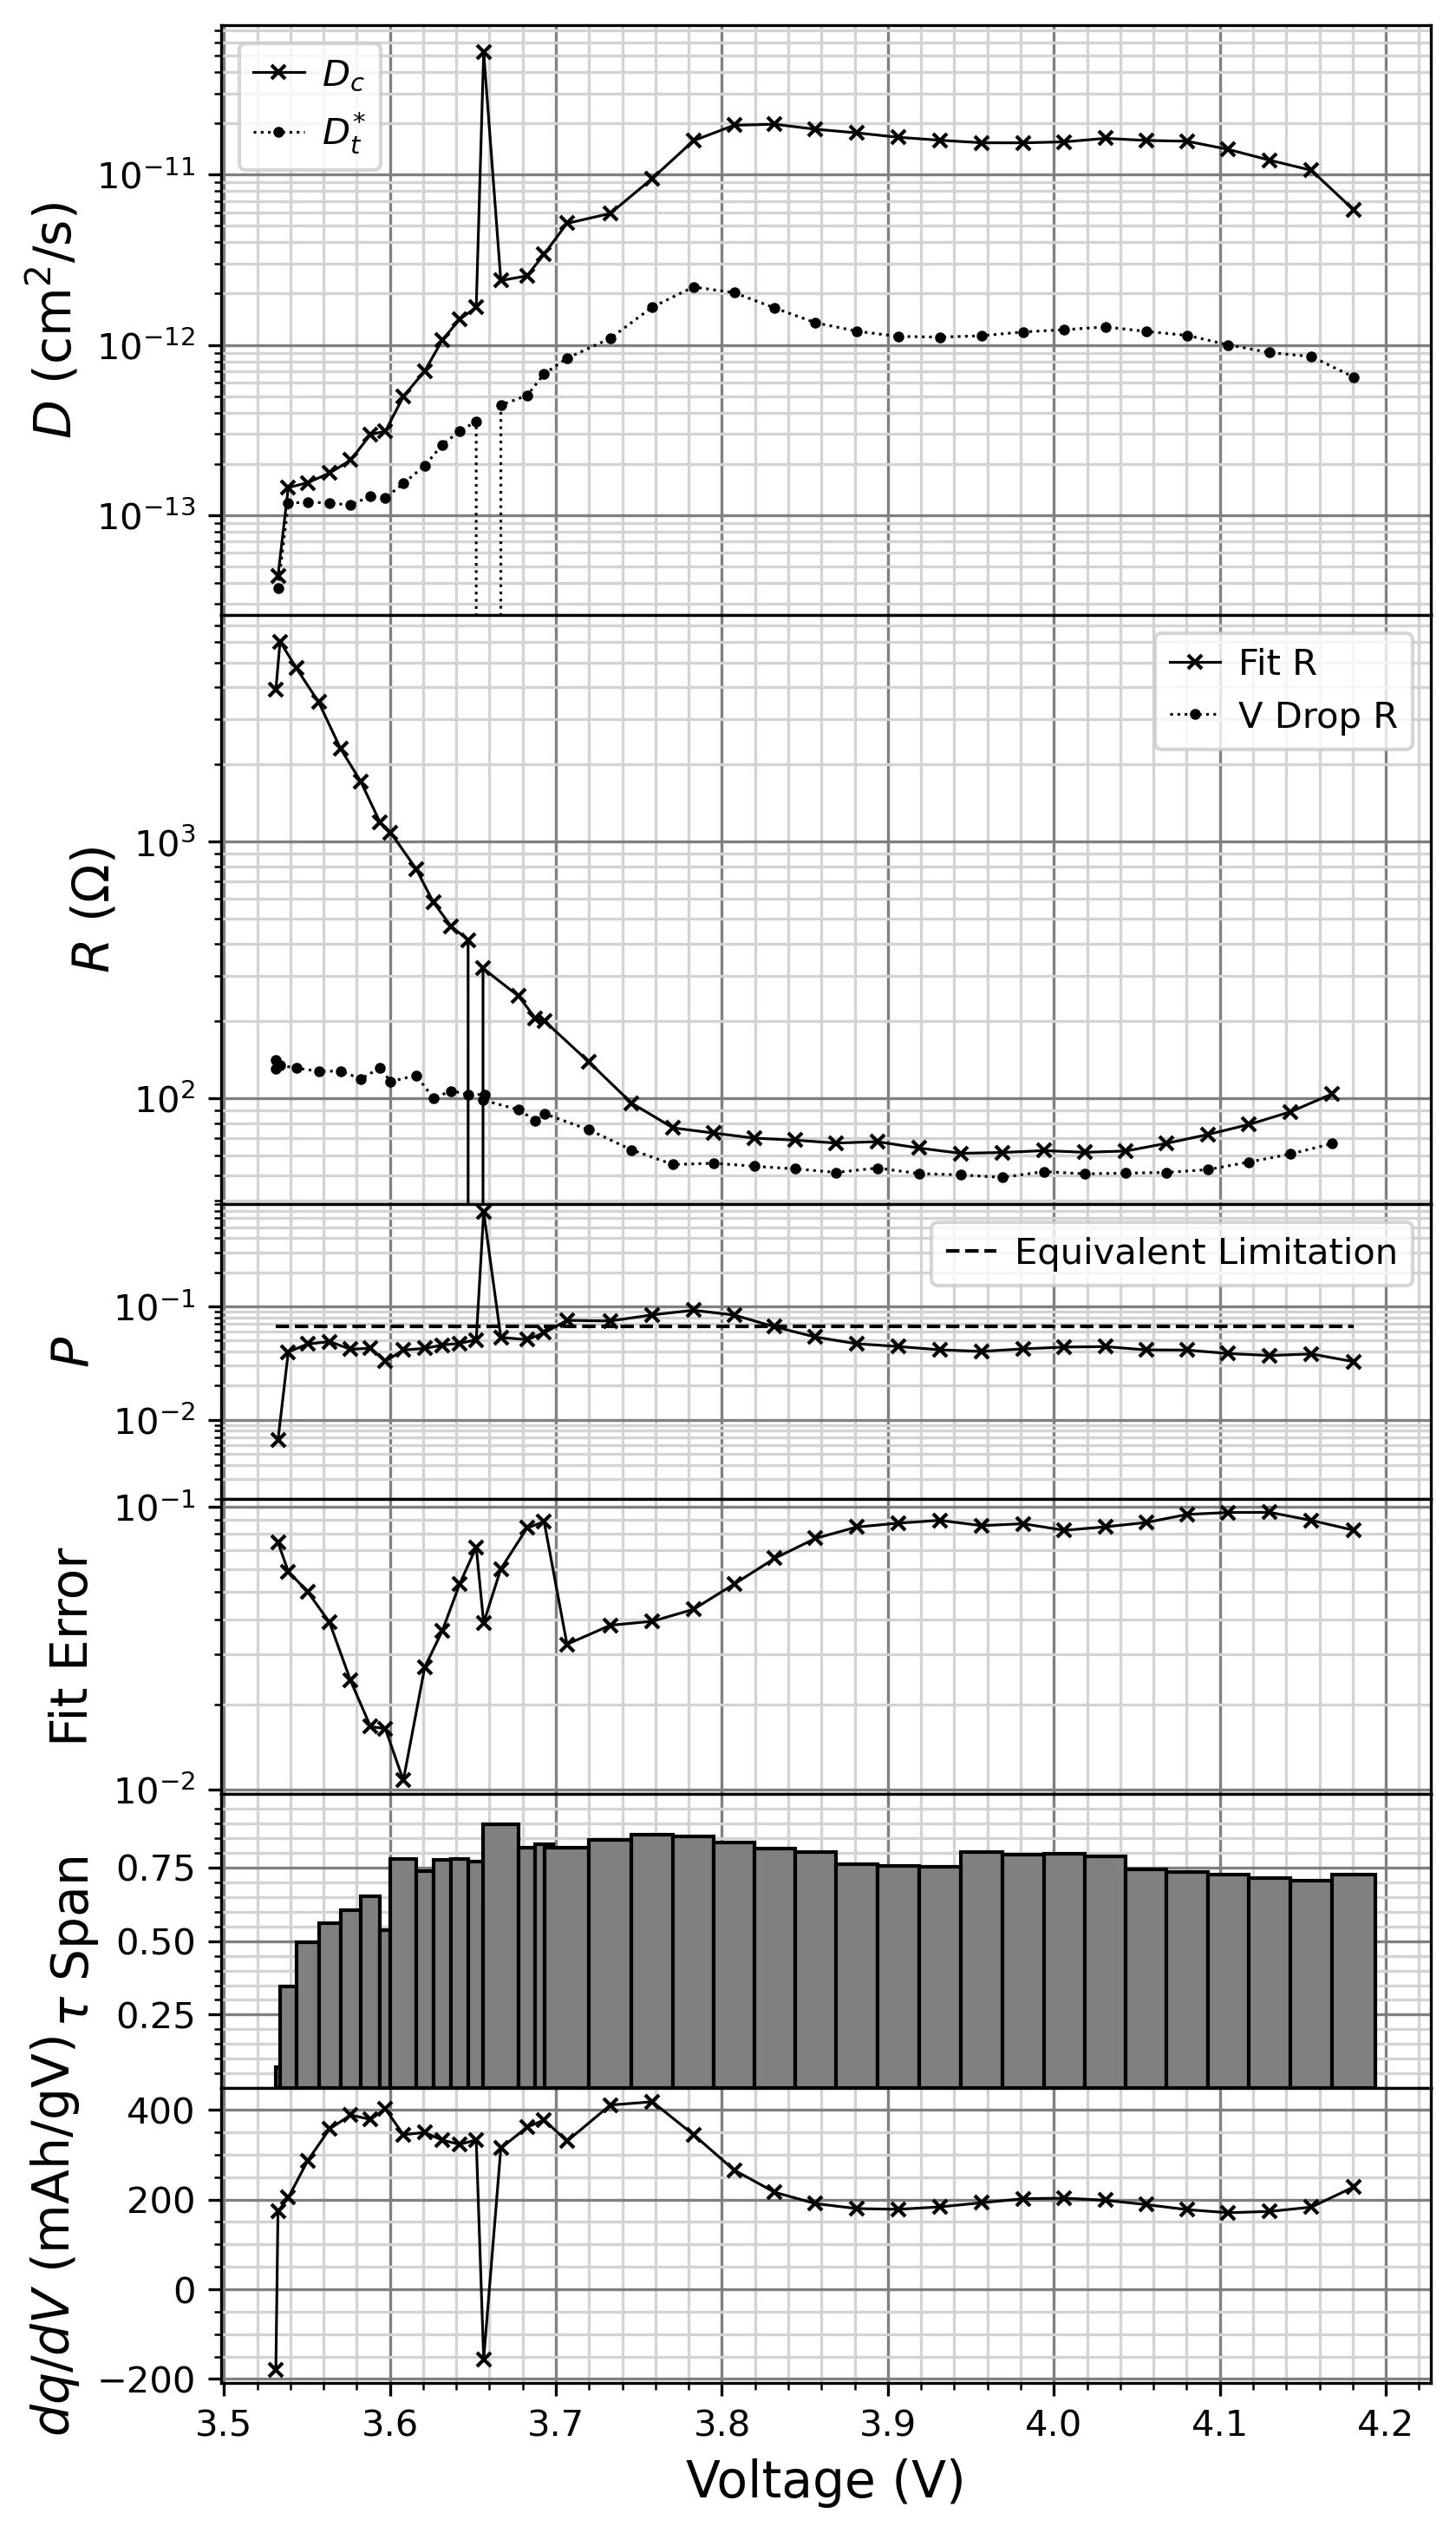 D_c
D_t^*
10^{-11}
10^{-12}
10^{-13}
D (cm^2/s)
Fit R
V Drop R
10^3
10^2
R (Ω)
Equivalent Limitation
10^{-1}
10^{-2}
P
10^{-1}
10^{-2}
Fit Error
0.75
0.50
0.25
τ Span
400
200
0
−200
dq/dV (mAh/gV)
3.5 3.6 3.7 3.8 3.9 4.0 4.1 4.2
Voltage (V)